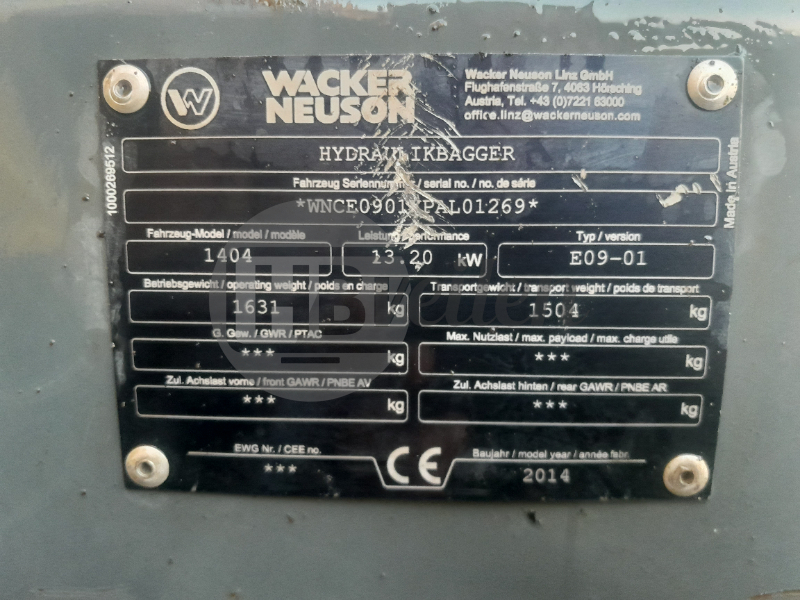 WACKER
NEUSON
Wacker Neuson Linz GmbH
Flughafenstraße 7, 4063 Hörsching
Austria, Tel. +43 (0)7221 63000
office.linz@wackerneuson.com
1000269512
Made in Austria
HYDRAULIKBAGGER
Fahrzeug Seriennummer / serial no. / no. de série
PAL01269*
Fahrzeug-Model / model / modèle
Leistung / performance
Typ / version
1404
13.20 kW
E09-01
Betriebsgewicht / operating weight / poids en charge
Transportgewicht / transport weight / poids de transport
1631 kg
1504 kg
G. Gew. / GWR / PTAC
Max. Nutzlast / max. payload / max. charge utile
*** kg
*** kg
Zul. Achslast vorne / front GAWR / PNBE AV
Zul. Achslast hinten / rear GAWR / PNBE AR
*** kg
*** kg
EWG Nr. / CEE no.
***
CE
Baujahr / model year / année fabr.
2014